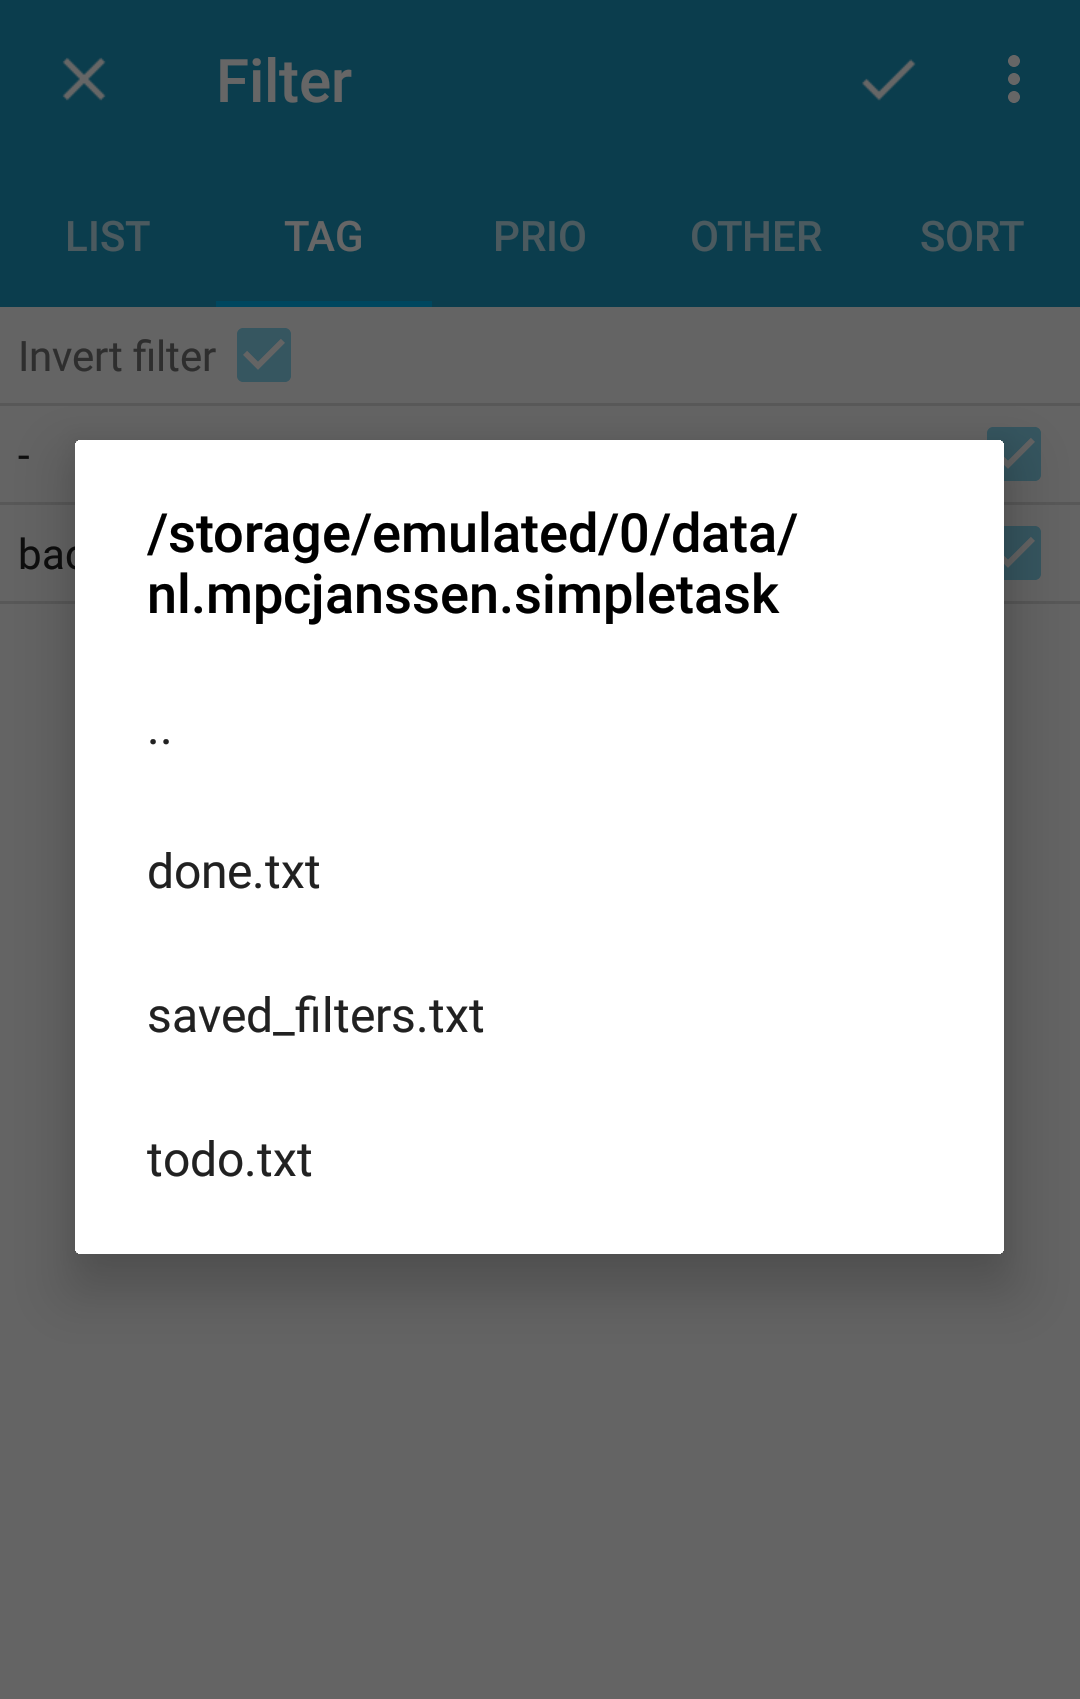 Filter
LIST TAG PRIO OTHER SORT
Invert filter
-
/storage/emulated/0/data/
nl.mpcjanssen.simpletask
..
done.txt
saved_filters.txt
todo.txt